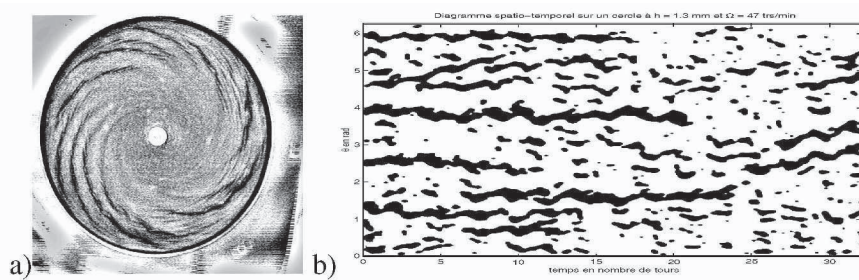 a)
b)
Diagramme spatio-temporel sur un cercle à h = 1.3 mm et Ω = 47 trs/min
6
5
4
3
2
1
0
è en rad
0 5 10 15 20 25 30
temps en nombre de tours